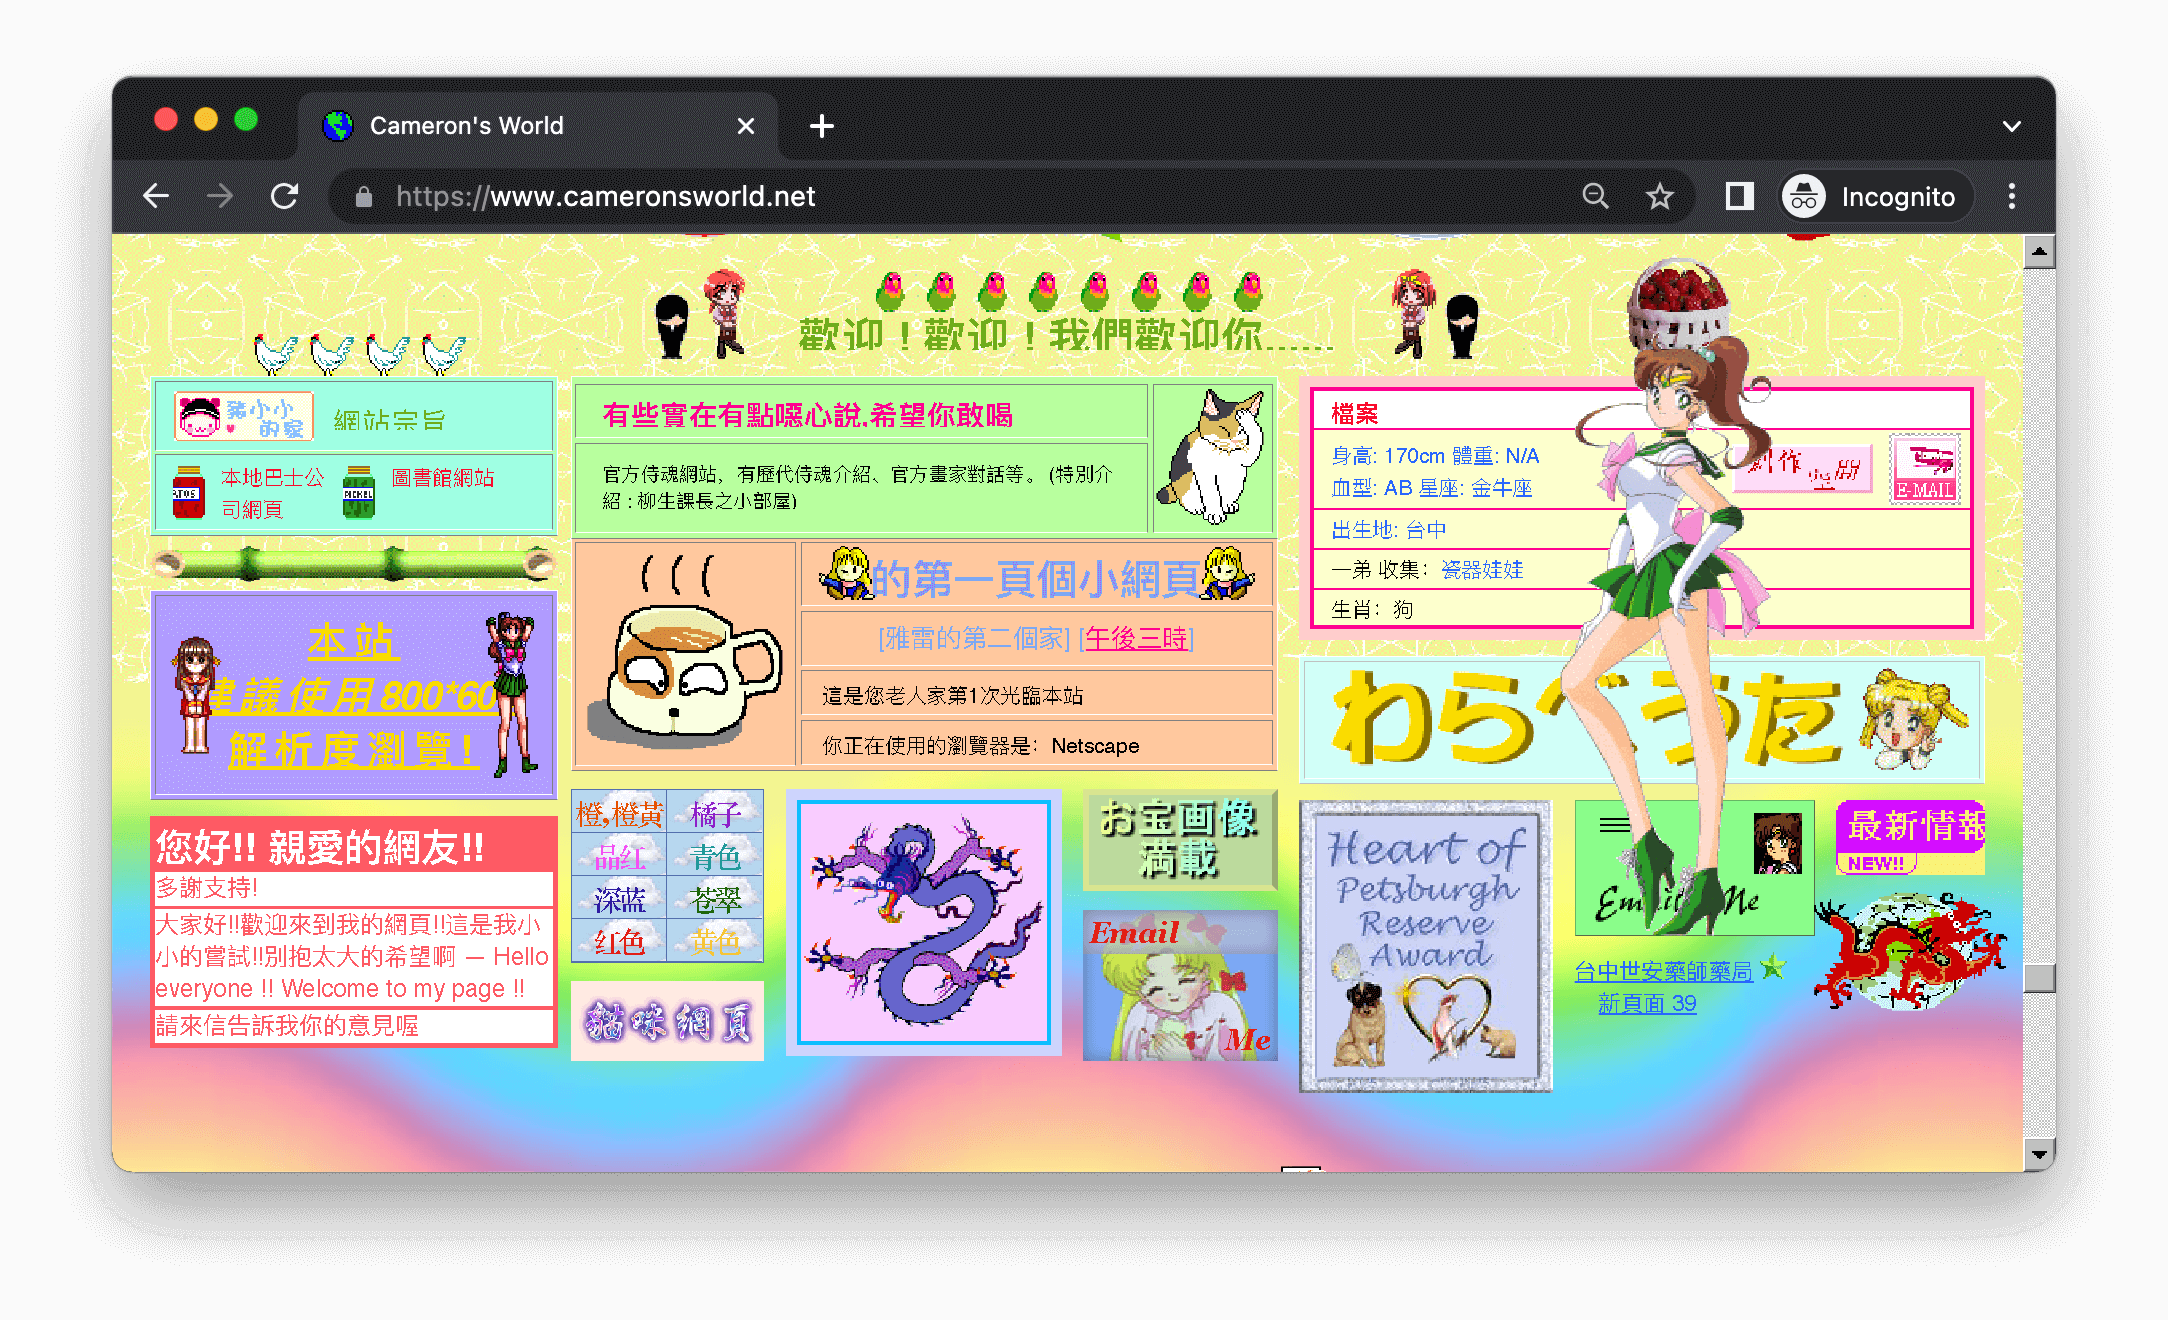 Cameron's World
https://www.cameronsworld.net
Incognito
歡迎！歡迎！我們歡迎你......
豬小小
的家
網站宗旨
本地巴士公
司網頁
PICKEL
圖書館網站
本站
建議使用800*60
解析度瀏覽!
您好!! 親愛的網友!!
多謝支持!
大家好!!歡迎來到我的網頁!!這是我小
小的嘗試!!別抱太大的希望啊 — Hello
everyone !! Welcome to my page !!
請來信告訴我你的意見喔
有些實在有點噁心說.希望你敢喝
官方侍魂網站，有歷代侍魂介紹、官方畫家對話等。 (特別介
紹：柳生課長之小部屋)
的第一頁個小網頁
[雅雷的第二個家] [午後三時]
這是您老人家第1次光臨本站
你正在使用的瀏覽器是：Netscape
橙,橙黃 橘子
品红 青色
深蓝 苍翠
红色 黄色
貓咪網頁
お宝画像
満載
Email
Me
檔案
身高: 170cm 體重: N/A
血型: AB 星座: 金牛座
創作
E-MAIL
出生地: 台中
一弟 收集： 瓷器娃娃
生肖：狗
わらべうた
Heart of
Petsburgh
Reserve
Award
Email Me
最新情報
NEW!!
台中世安藥師藥局
新頁面 39